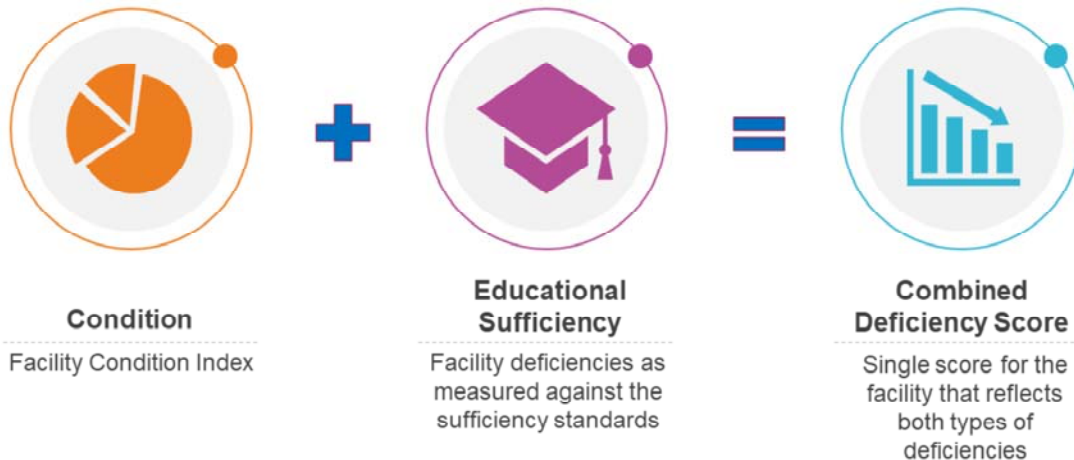 Condition
Facility Condition Index
Educational
Sufficiency
Facility deficiencies as
measured against the
sufficiency standards
Combined
Deficiency Score
Single score for the
facility that reflects
both types of
deficiencies